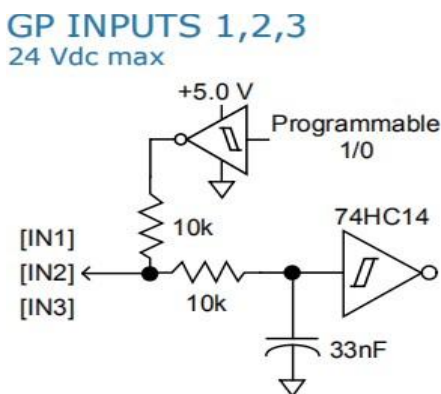 GP INPUTS 1,2,3
24 Vdc max
+5.0 V
Programmable
1/0
10k
74HC14
[IN1]
[IN2]
[IN3]
10k
33nF